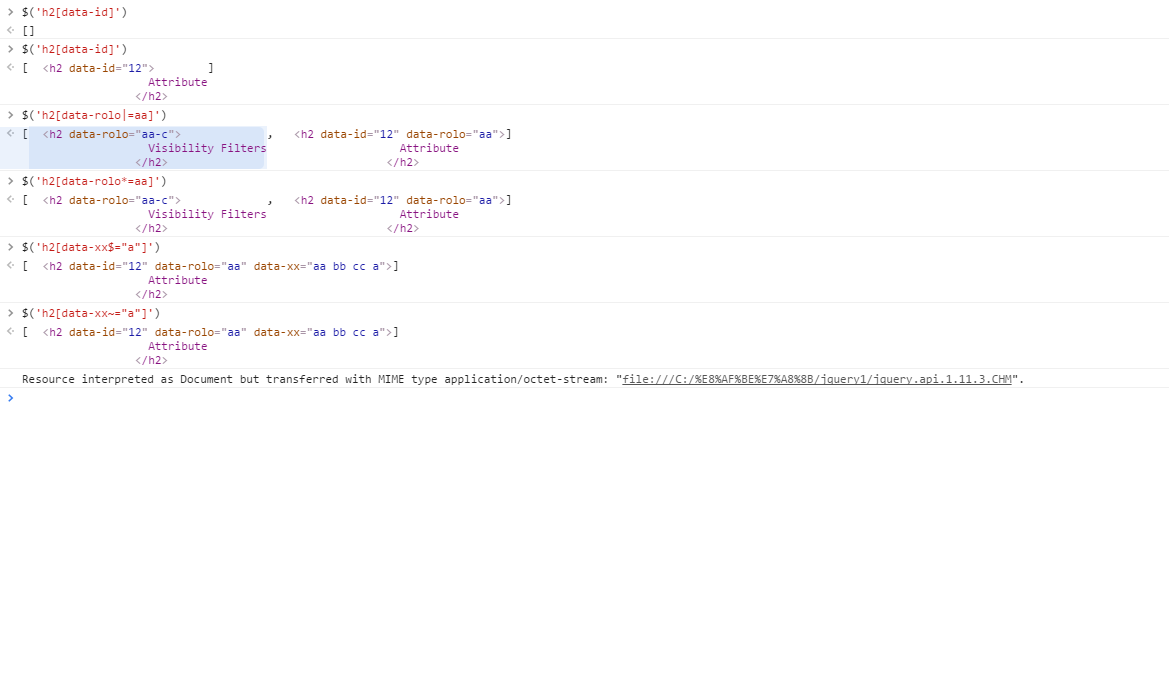 > $('h2[data-id]')
<· []
> $('h2[data-id]')
<· [  <h2 data-id="12">        ]
Attribute
</h2>
> $('h2[data-rolo|=aa]')
<· [  <h2 data-rolo="aa-c">             ,   <h2 data-id="12" data-rolo="aa">]
Visibility Filters                    Attribute
</h2>                                 </h2>
> $('h2[data-rolo*=aa]')
<· [  <h2 data-rolo="aa-c">             ,   <h2 data-id="12" data-rolo="aa">]
Visibility Filters                    Attribute
</h2>                                 </h2>
> $('h2[data-xx$="a"]')
<· [  <h2 data-id="12" data-rolo="aa" data-xx="aa bb cc a">]
Attribute
</h2>
> $('h2[data-xx~="a"]')
<· [  <h2 data-id="12" data-rolo="aa" data-xx="aa bb cc a">]
Attribute
</h2>
Resource interpreted as Document but transferred with MIME type application/octet-stream: "file:///C:/%E8%AF%BE%E7%A8%8B/jquery1/jquery.api.1.11.3.CHM".
>